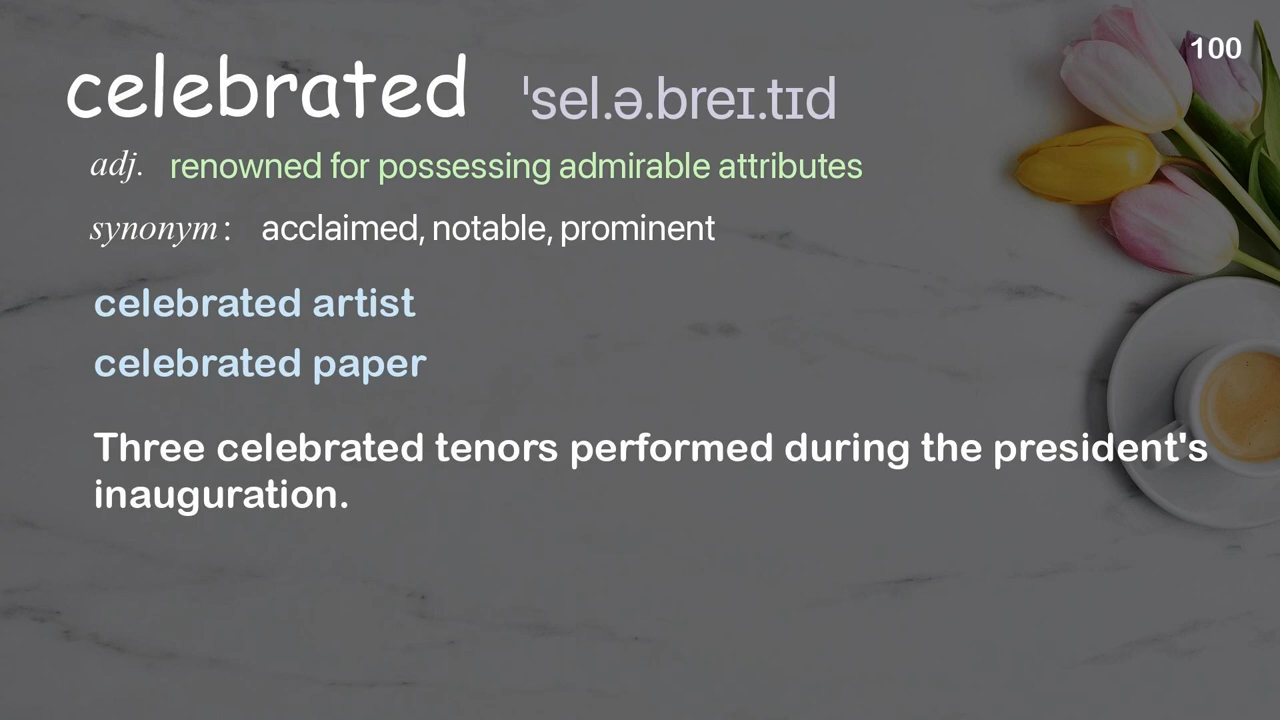 100
celebrated ˈsel.ə.breɪ.tɪd
adj. renowned for possessing admirable attributes
synonym: acclaimed, notable, prominent
celebrated artist
celebrated paper
Three celebrated tenors performed during the president's
inauguration.